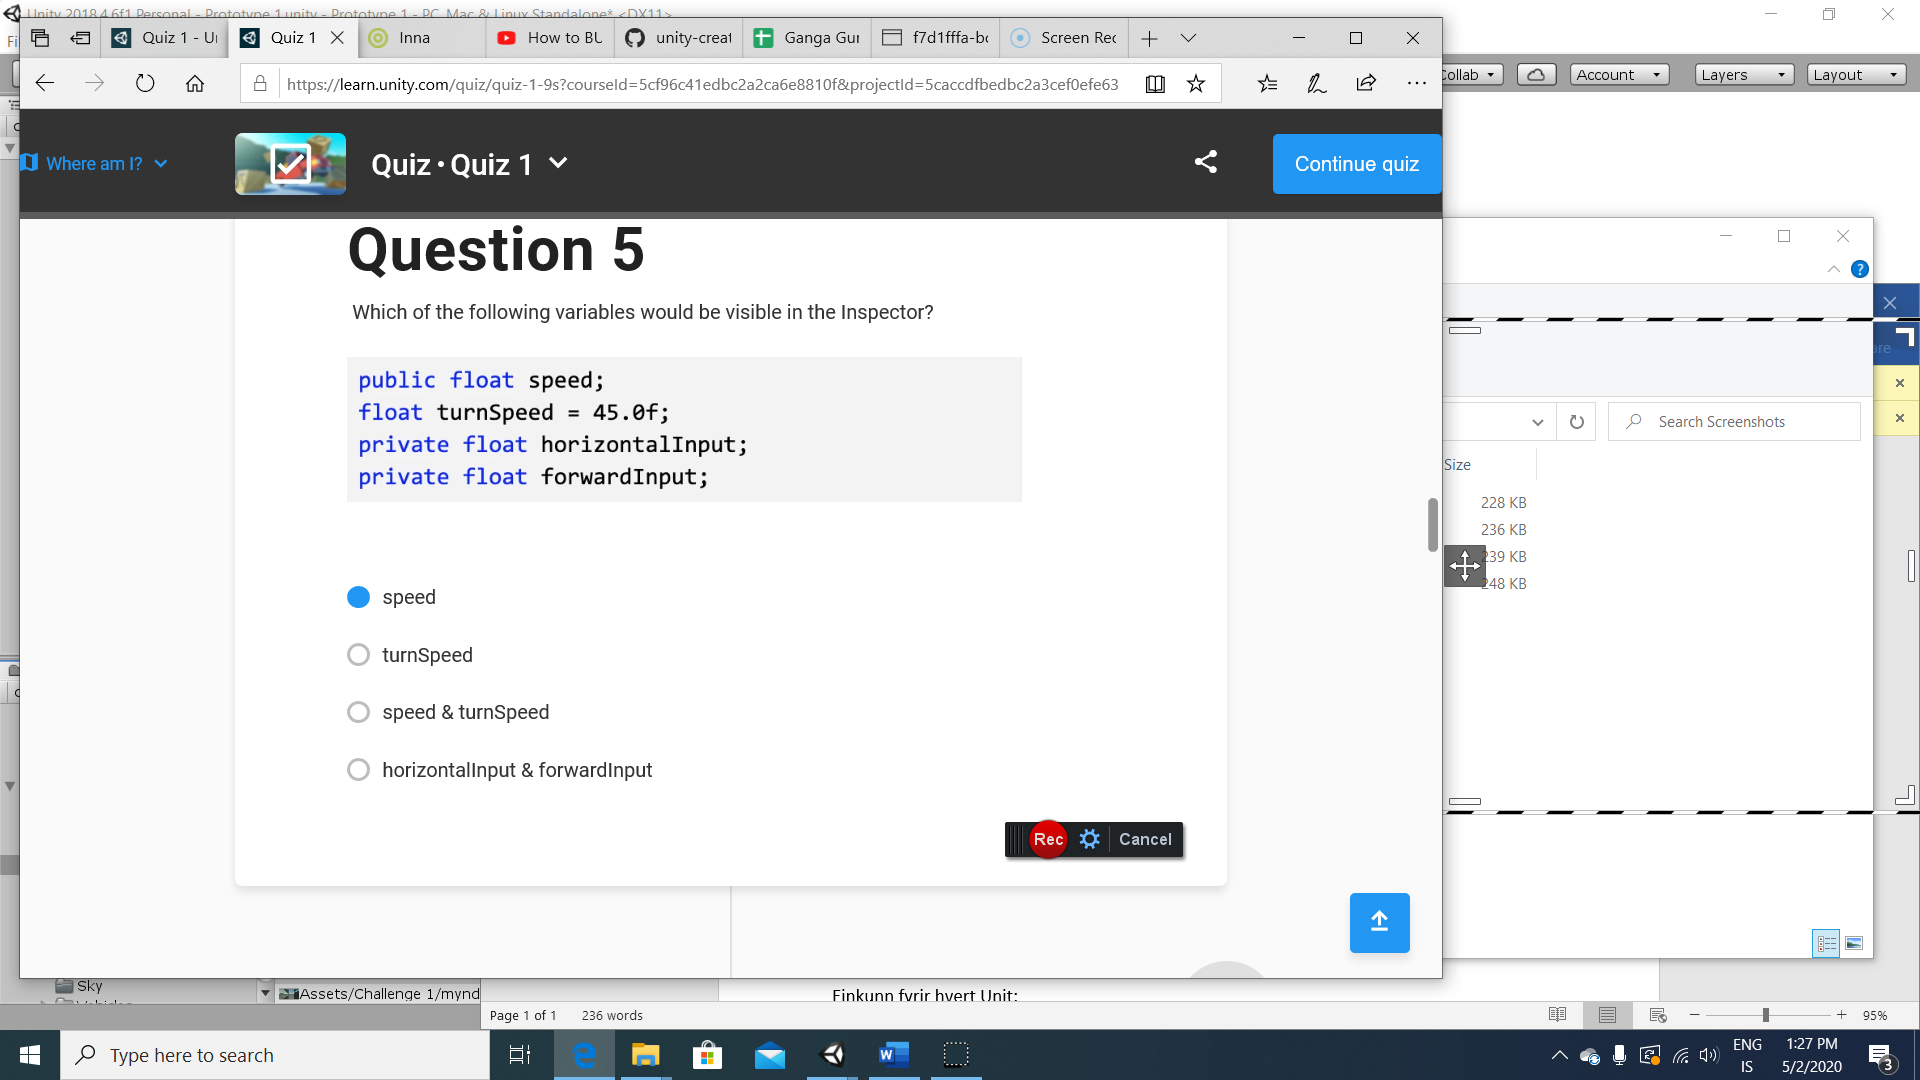 Unity 2018.4.6f1 Personal - Prototype 1.unity - Prototype 1 - PC, Mac & Linux Standalone* <DX11>
Quiz 1 - Ur
Quiz 1
Inna
How to BU
unity-creat
Ganga Gur
f7d1fffa-bc
Screen Rec
https://learn.unity.com/quiz/quiz-1-9s?courseId=5cf96c41edbc2a2ca6e8810f&projectId=5caccdfbedbc2a3cef0efe63
Collab
Account
Layers
Layout
Where am I?
Quiz · Quiz 1
Continue quiz
Question 5
Which of the following variables would be visible in the Inspector?
public float speed;
float turnSpeed = 45.0f;
private float horizontalInput;
private float forwardInput;
speed
turnSpeed
speed & turnSpeed
horizontalInput & forwardInput
Rec
Cancel
Search Screenshots
Size
228 KB
236 KB
239 KB
248 KB
Sky
Assets/Challenge 1/mynd
Einkunn fyrir hvert Unit:
Page 1 of 1
236 words
95%
Type here to search
ENG
IS
1:27 PM
5/2/2020
3